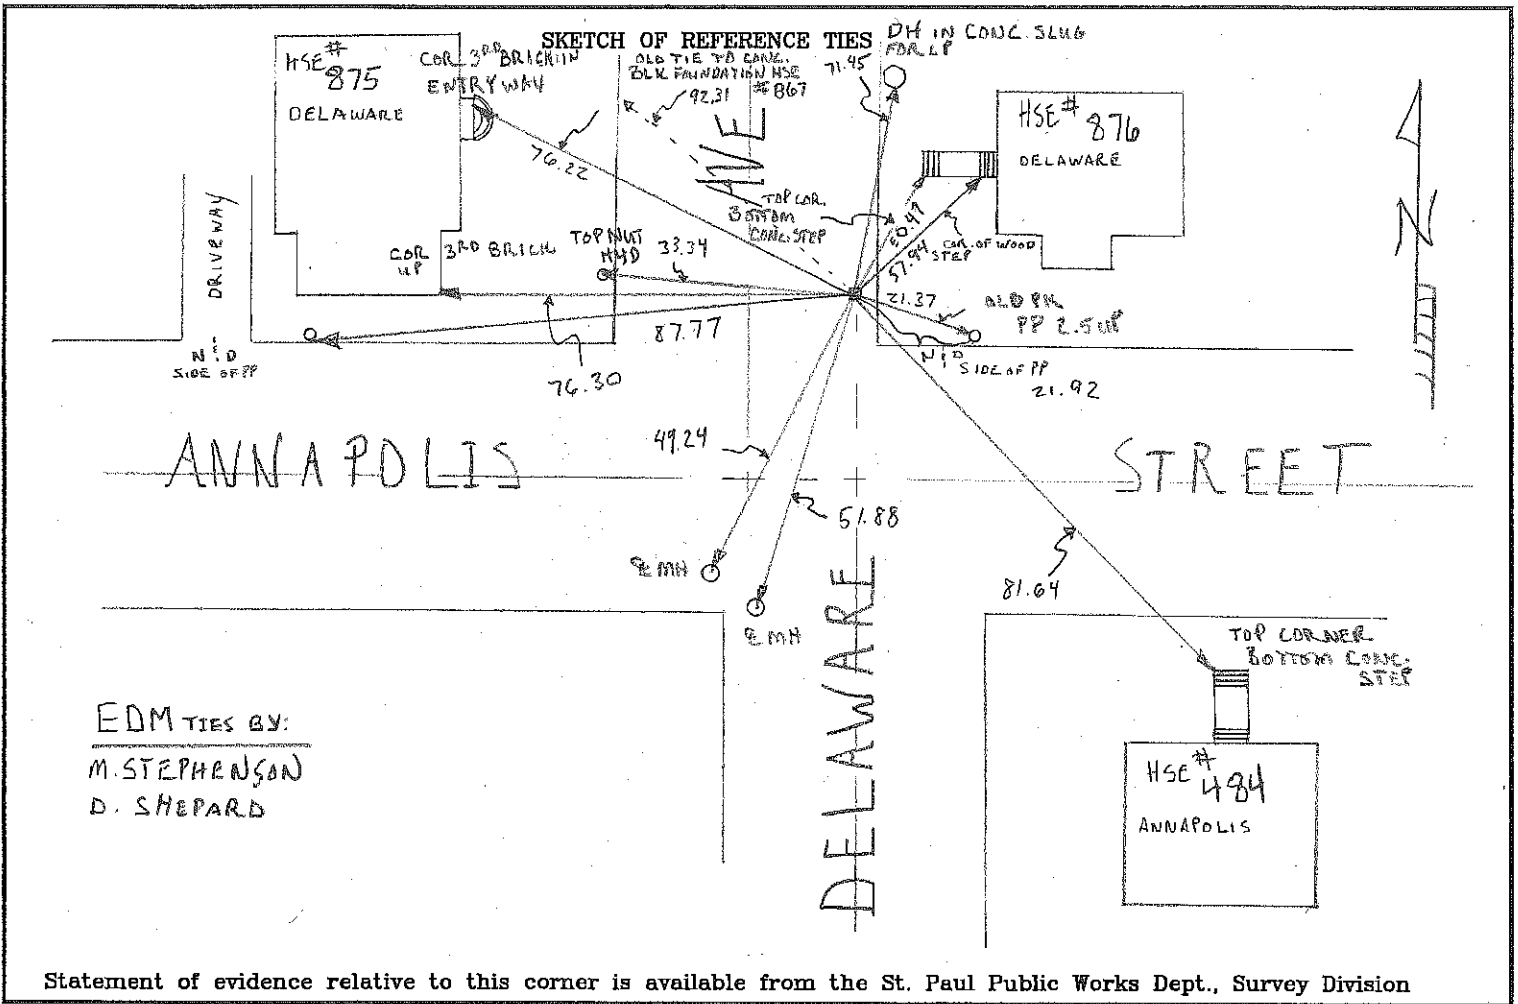 SKETCH OF REFERENCE TIES
DH IN CONC. SLUG
FOR LP
71.45
HSE# 875
DELAWARE
COR 3RD BRICK IN
ENTRYWAY
OLD TIE TO CONC.
BLK FOUNDATION HSE
#867
92.31
AVE
HSE# 876
DELAWARE
76.22
TOP COR.
BOTTOM
CONC. STEP
60.47
57.94
COR. OF WOOD
STEP
N
DRIVEWAY
COR 3RD BRICK
UP
TOP NUT
HYD
33.34
21.37
OLD PK
PP 2.5 UP
87.77
N & D
SIDE OF PP
N & D
SIDE OF PP
21.92
76.30
49.24
ANNAPOLIS
STREET
51.88
81.64
℄ MH
℄ MH
DELAWARE
TOP CORNER
BOTTOM CONC.
STEP
EDM TIES BY:
M. STEPHENSON
D. SHEPARD
HSE# 484
ANNAPOLIS
Statement of evidence relative to this corner is available from the St. Paul Public Works Dept., Survey Division